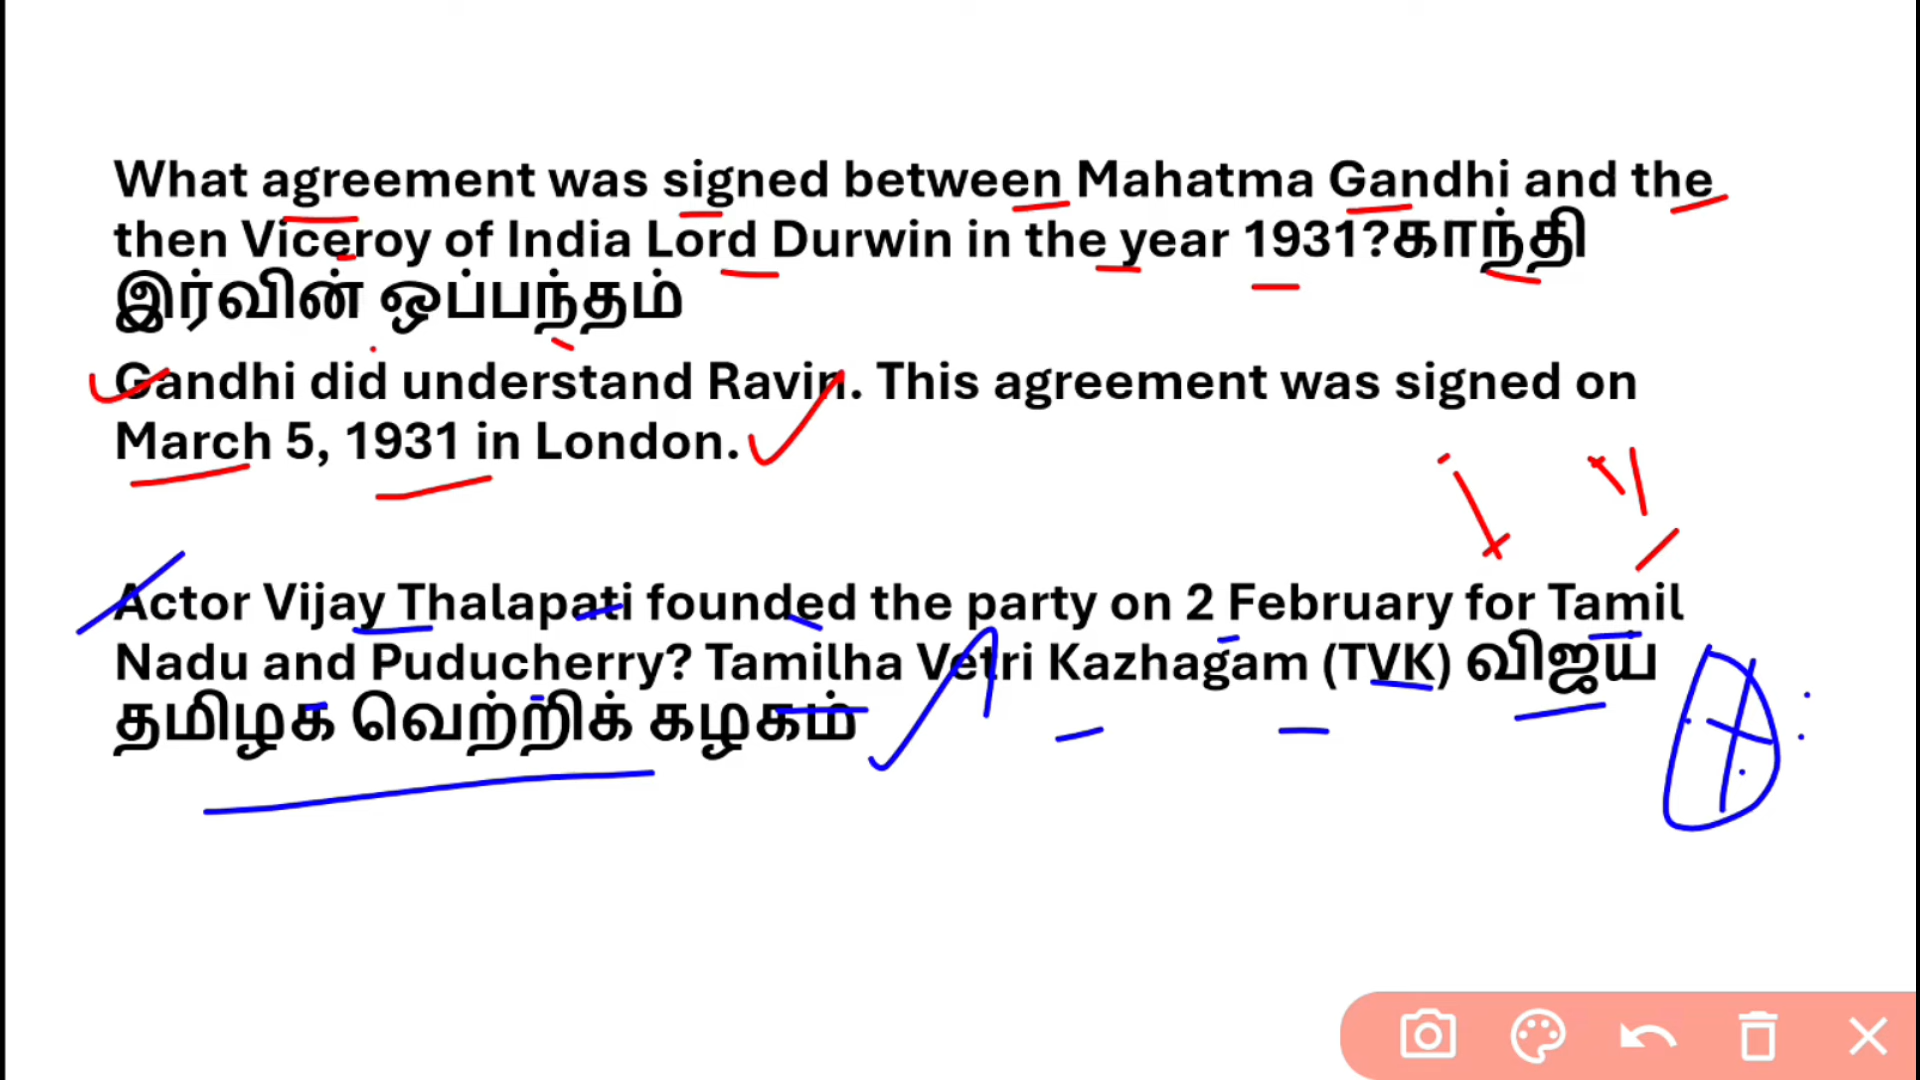 What agreement was signed between Mahatma Gandhi and the
then Viceroy of India Lord Durwin in the year 1931?காந்தி
இர்வின் ஒப்பந்தம்
Gandhi did understand Ravin. This agreement was signed on
March 5, 1931 in London.
Actor Vijay Thalapati founded the party on 2 February for Tamil
Nadu and Puducherry? Tamilha Vetri Kazhagam (TVK) விஜய்
தமிழக வெற்றிக் கழகம்